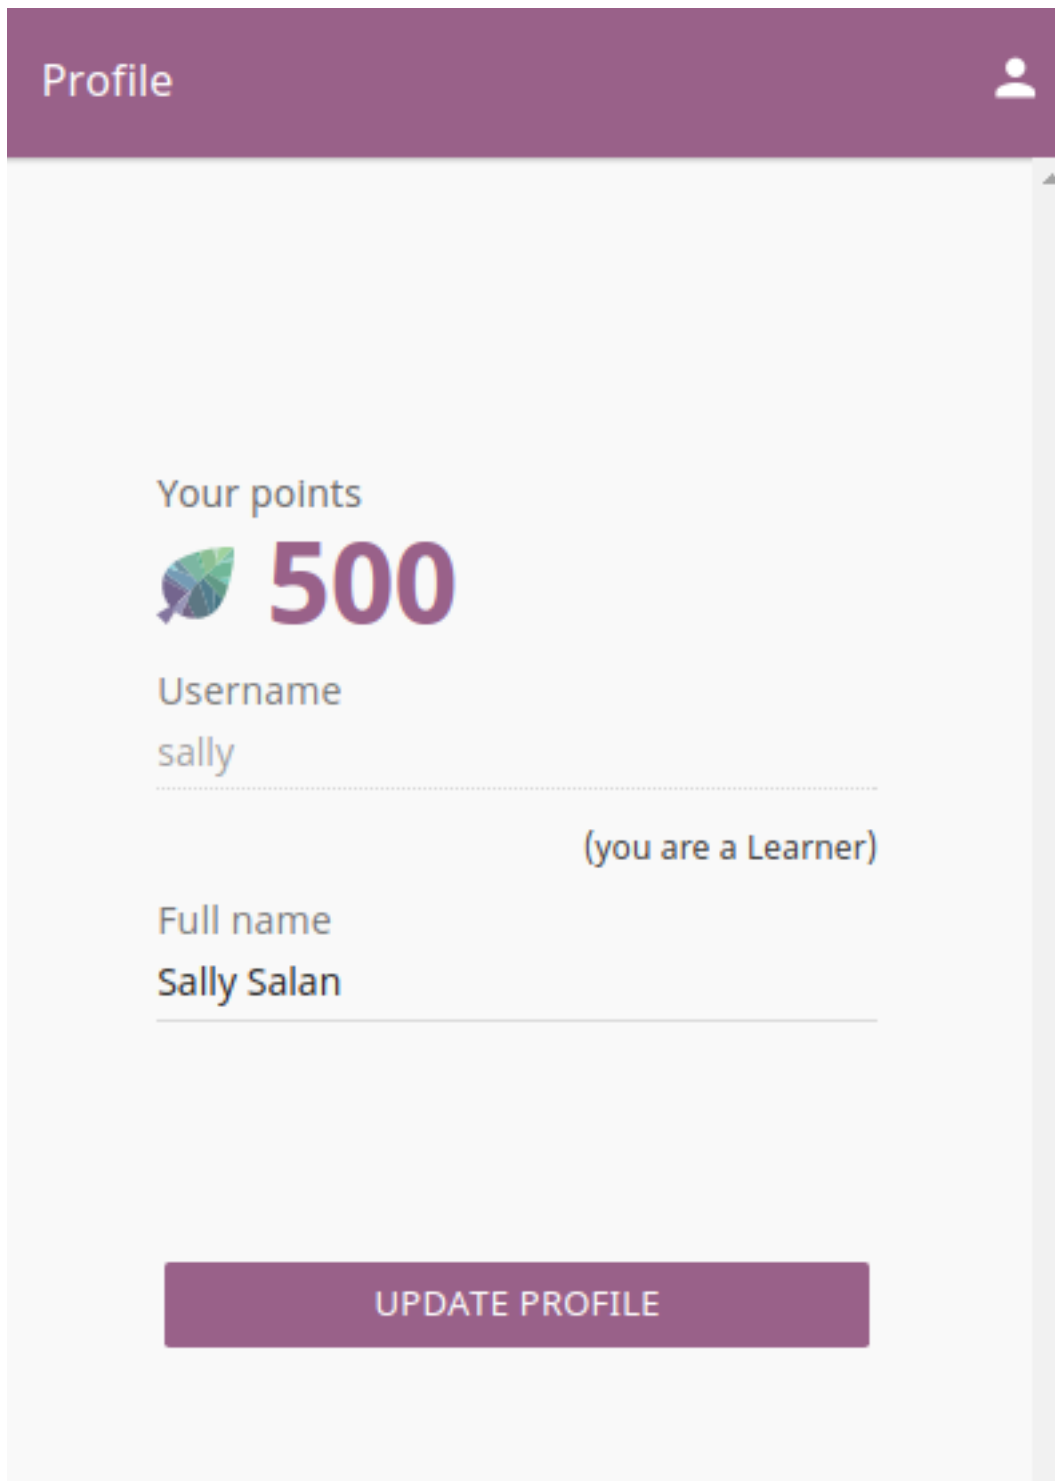 Profile
Your points
500
Username
sally
(you are a Learner)
Full name
Sally Salan
UPDATE PROFILE